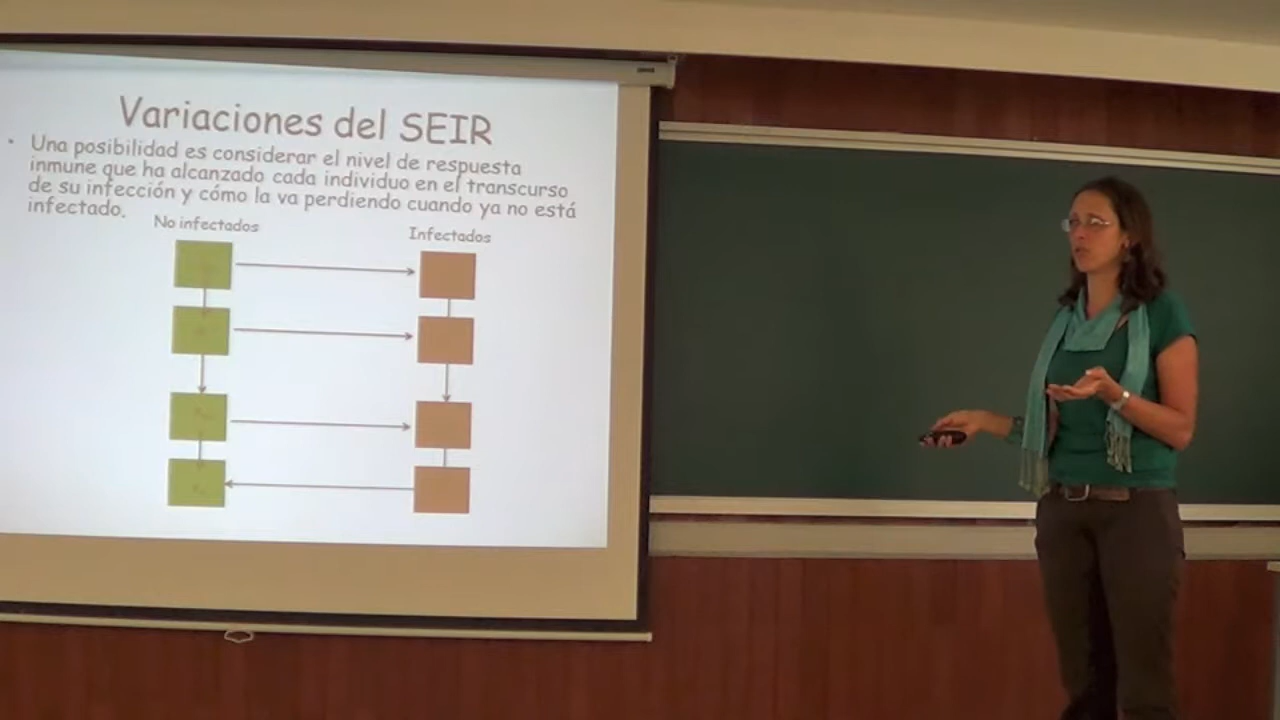 Variaciones del SEIR
• Una posibilidad es considerar el nivel de respuesta
inmune que ha alcanzado cada individuo en el transcurso
de su infección y cómo la va perdiendo cuando ya no está
infectado.
No infectados
Infectados